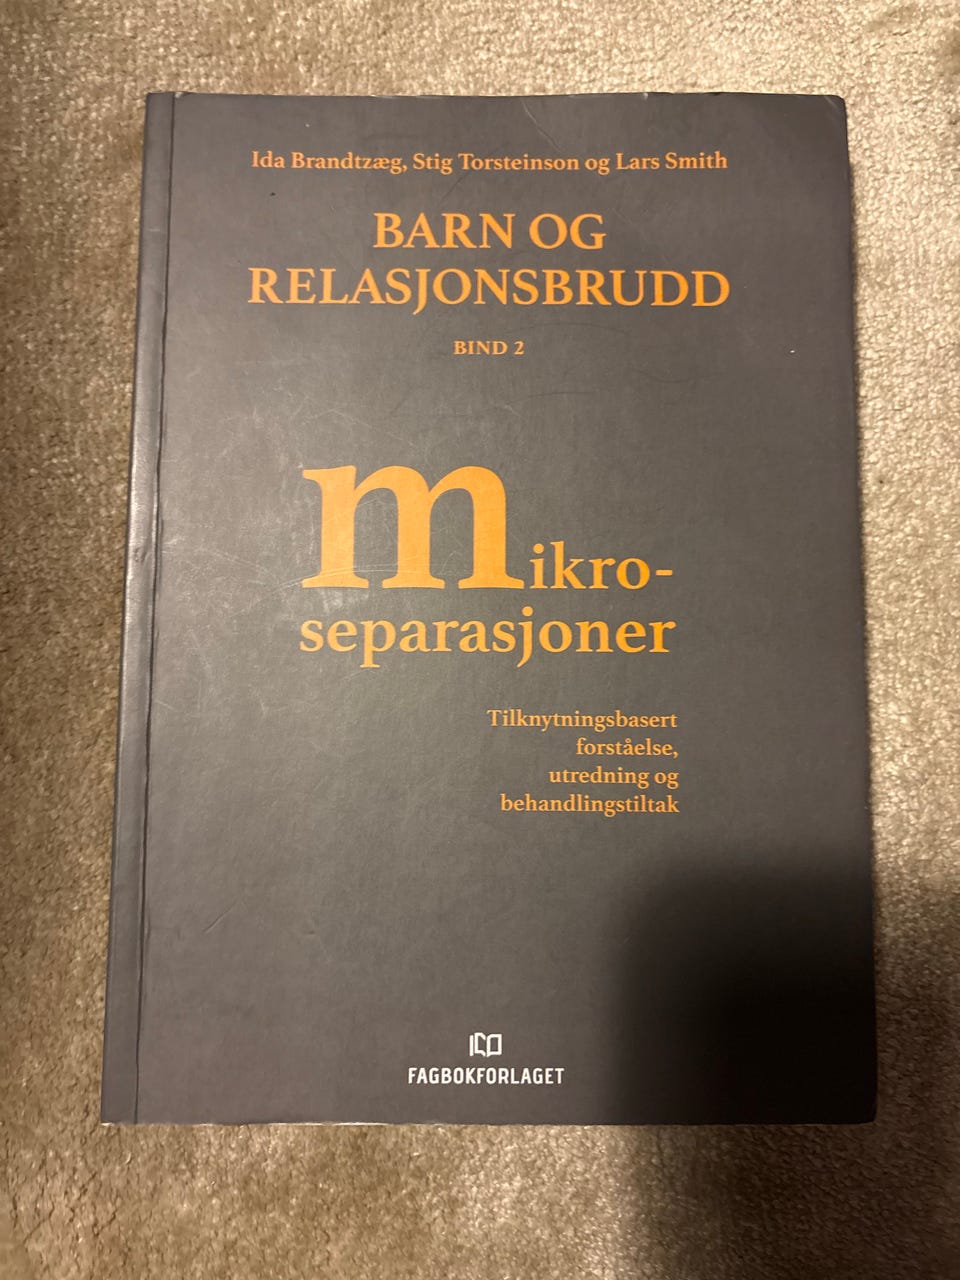 Ida Brandtzæg, Stig Torsteinson og Lars Smith
BARN OG
RELASJONSBRUDD
BIND 2
mikro-
separasjoner
Tilknytningsbasert
forståelse,
utredning og
behandlingstiltak
FAGBOKFORLAGET